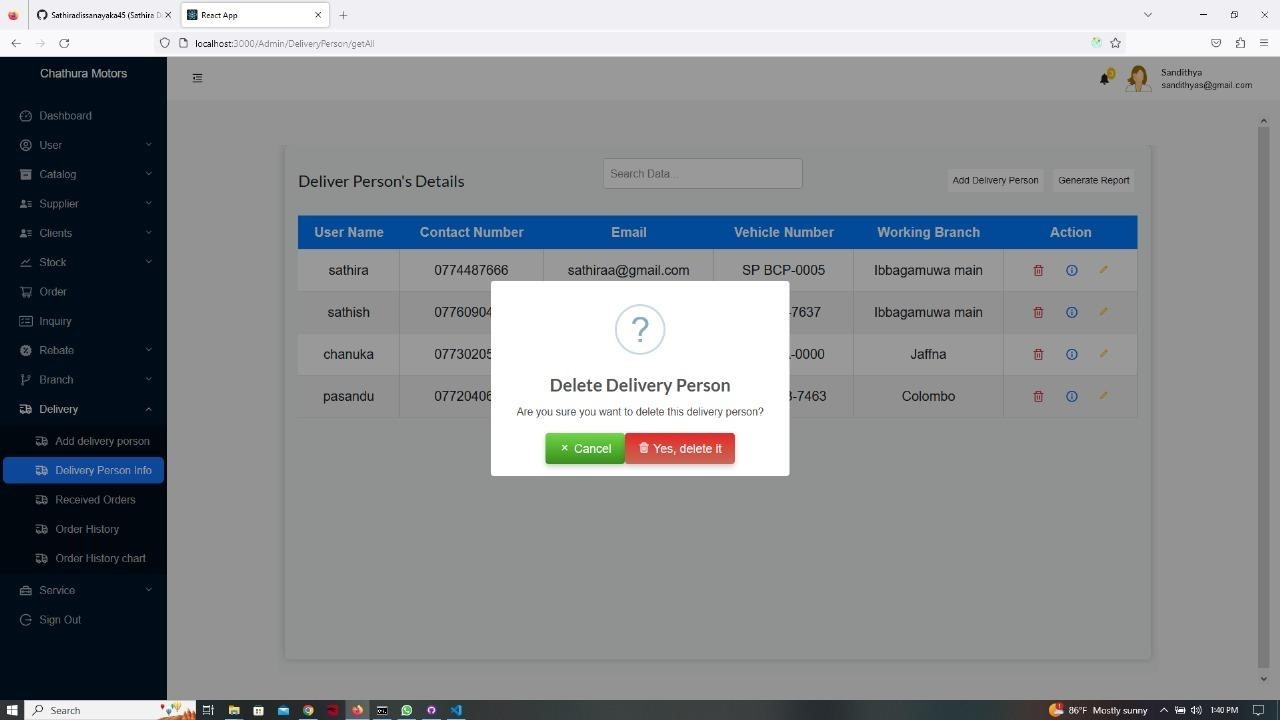 Sathiradissanayaka45 (Sathira Di
React App
localhost:3000/Admin/DeliveryPerson/getAll
Chathura Motors
Sandithya
sandithyas@gmail.com
Dashboard
User
Catalog
Supplier
Clients
Stock
Order
Inquiry
Rebate
Branch
Delivery
Add delivery person
Delivery Person Info
Received Orders
Order History
Order History chart
Service
Sign Out
Deliver Person's Details
Search Data...
Add Delivery Person
Generate Report
User Name Contact Number Email Vehicle Number Working Branch Action
sathira 0774487666 sathiraa@gmail.com SP BCP-0005 Ibbagamuwa main
sathish 07760904 -7637 Ibbagamuwa main
chanuka 07730205 -0000 Jaffna
pasandu 07720406 -7463 Colombo
?
Delete Delivery Person
Are you sure you want to delete this delivery person?
× Cancel
Yes, delete it
Search
86°F Mostly sunny
1:40 PM